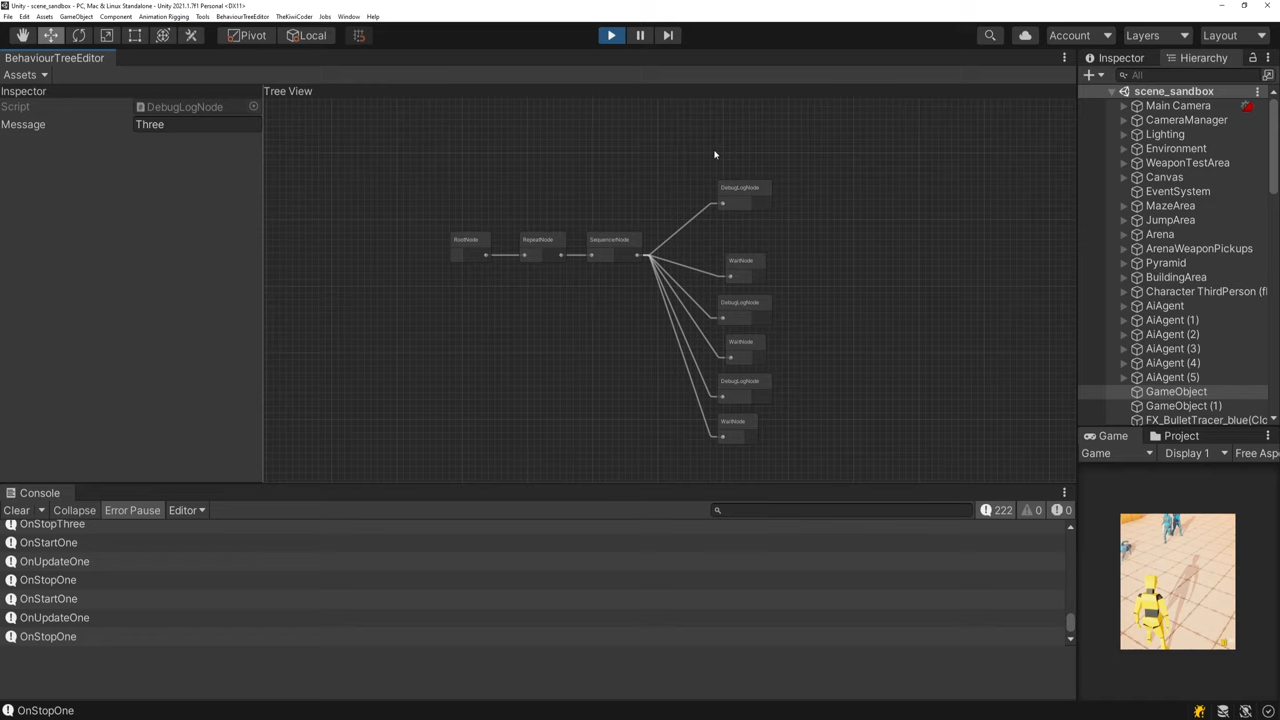 Unity - scene_sandbox - PC, Mac & Linux Standalone - Unity 2021.1.7f1 Personal <DX11>
File Edit Assets GameObject Component Animation Rigging Tools BehaviourTreeEditor TheKiwiCoder Jobs Window Help
Pivot Local Account Layers Layout
BehaviourTreeEditor
Assets
Inspector
Script DebugLogNode
Message Three
Tree View
DebugLogNode
RootNode RepeatNode SequencerNode
WaitNode
DebugLogNode
WaitNode
DebugLogNode
WaitNode
Inspector Hierarchy
All
scene_sandbox
Main Camera
CameraManager
Lighting
Environment
WeaponTestArea
Canvas
EventSystem
MazeArea
JumpArea
Arena
ArenaWeaponPickups
Pyramid
BuildingArea
Character ThirdPerson (fl
AiAgent
AiAgent (1)
AiAgent (2)
AiAgent (3)
AiAgent (4)
AiAgent (5)
GameObject
GameObject (1)
FX_BulletTracer_blue(Clo
Game Project
Game Display 1 Free Asp
Console
Clear Collapse Error Pause Editor 222 0 0
OnStopThree
OnStartOne
OnUpdateOne
OnStopOne
OnStartOne
OnUpdateOne
OnStopOne
OnStopOne